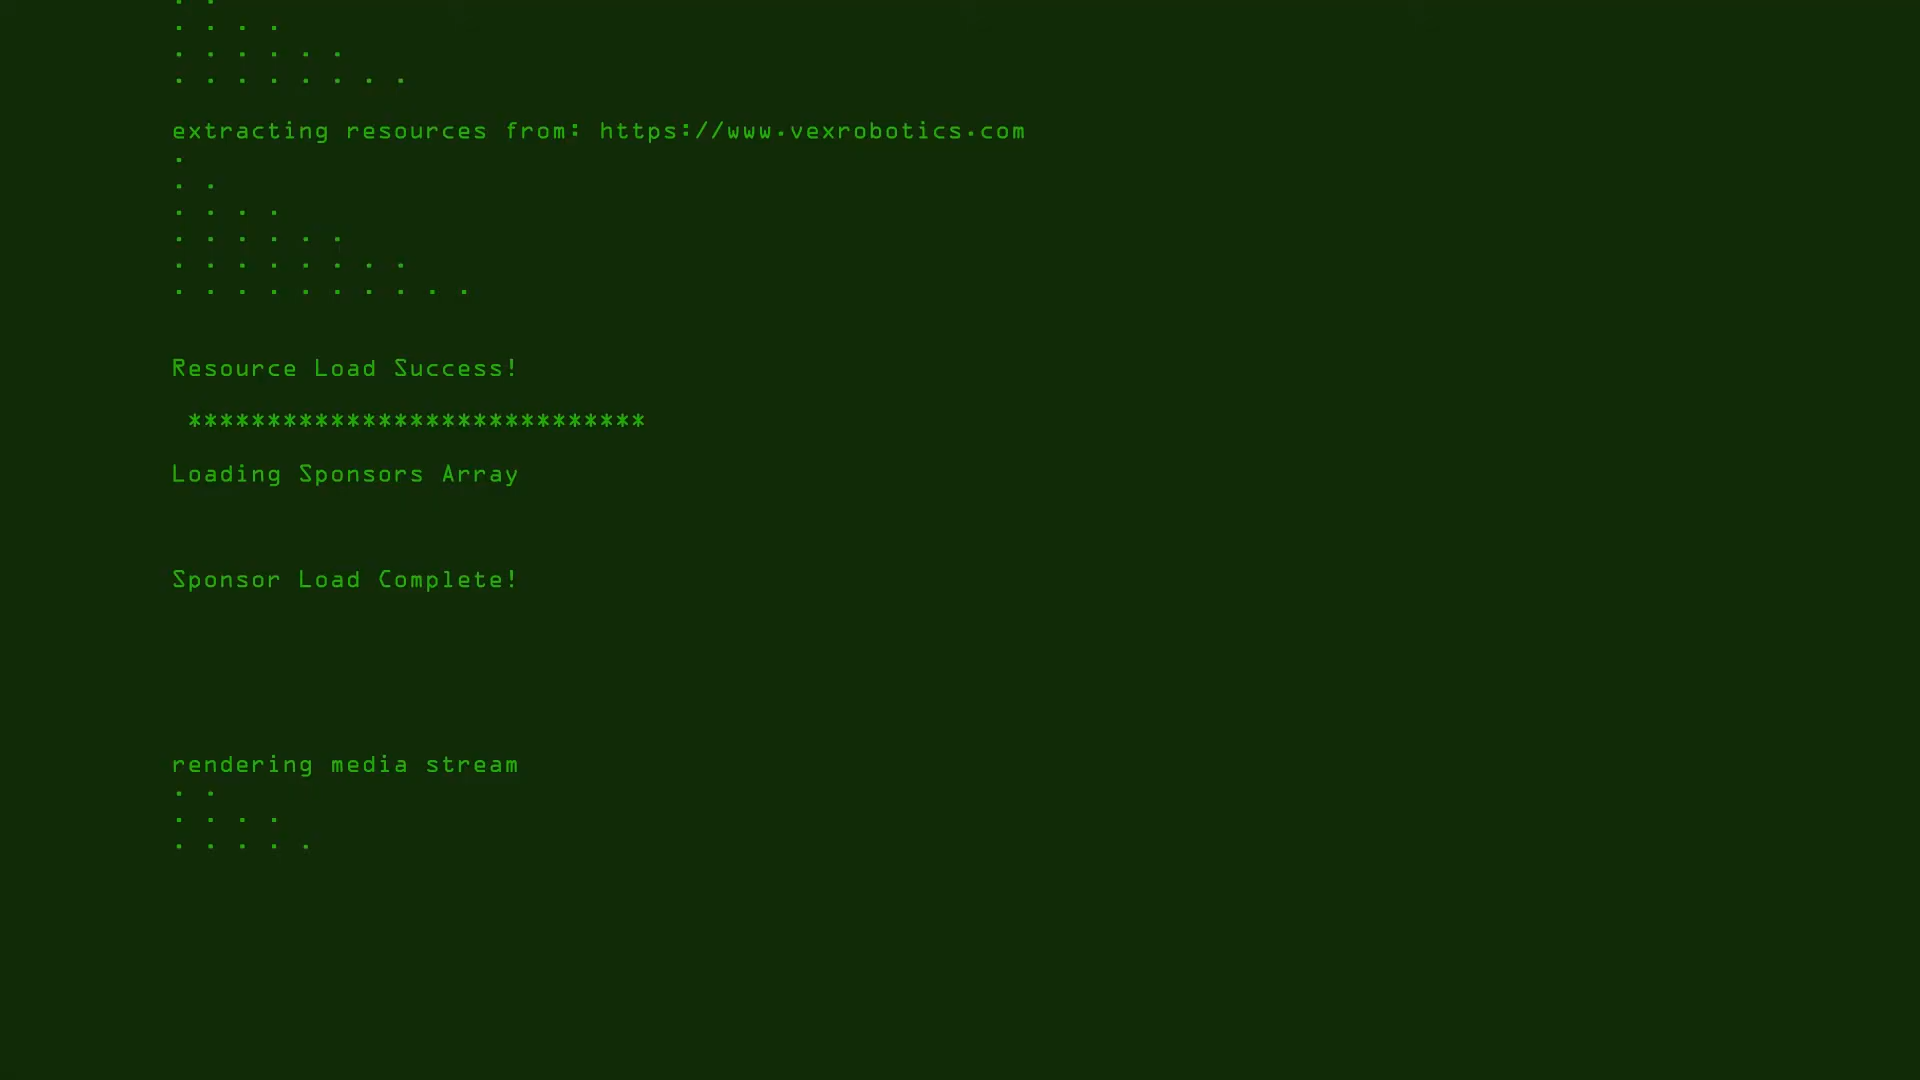 . .
. . . .
. . . . . .
. . . . . . . .
extracting resources from: https://www.vexrobotics.com
.
. .
. . . .
. . . . . .
. . . . . . . .
. . . . . . . . . .
Resource Load Success!
*****************************
Loading Sponsors Array
Sponsor Load Complete!
rendering media stream
. .
. . . .
. . . . .